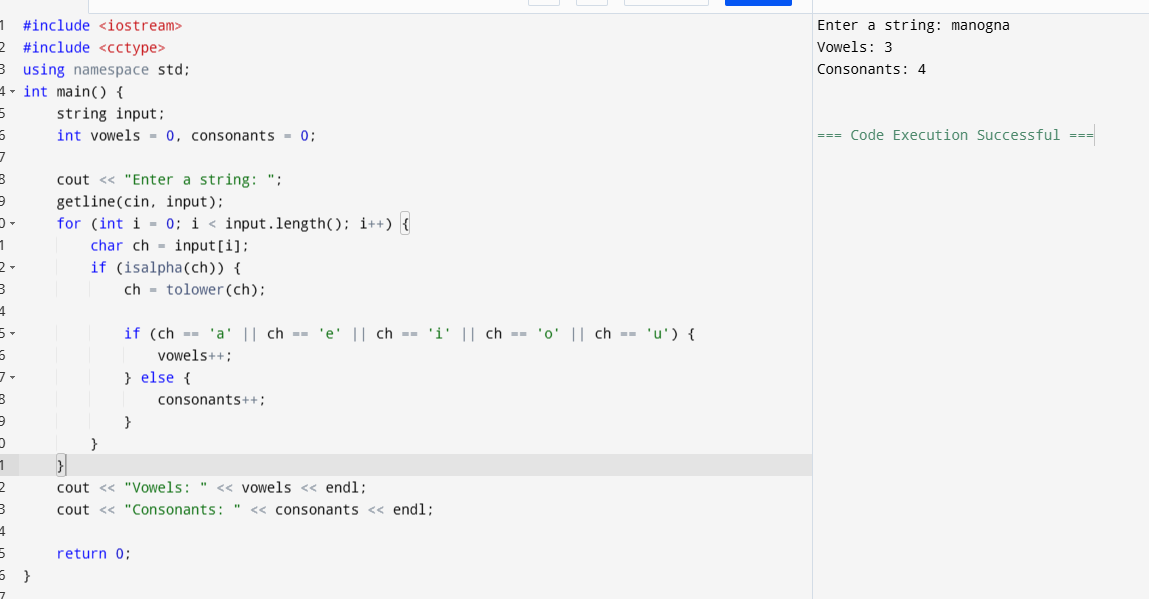 1 #include <iostream>
2 #include <cctype>
3 using namespace std;
4 int main() {
5     string input;
6     int vowels = 0, consonants = 0;
7
8     cout << "Enter a string: ";
9     getline(cin, input);
0     for (int i = 0; i < input.length(); i++) {
1         char ch = input[i];
2         if (isalpha(ch)) {
3             ch = tolower(ch);
4
5             if (ch == 'a' || ch == 'e' || ch == 'i' || ch == 'o' || ch == 'u') {
6                 vowels++;
7             } else {
8                 consonants++;
9             }
0         }
1     }
2     cout << "Vowels: " << vowels << endl;
3     cout << "Consonants: " << consonants << endl;
4
5     return 0;
6 }
7
Enter a string: manogna
Vowels: 3
Consonants: 4
=== Code Execution Successful ===